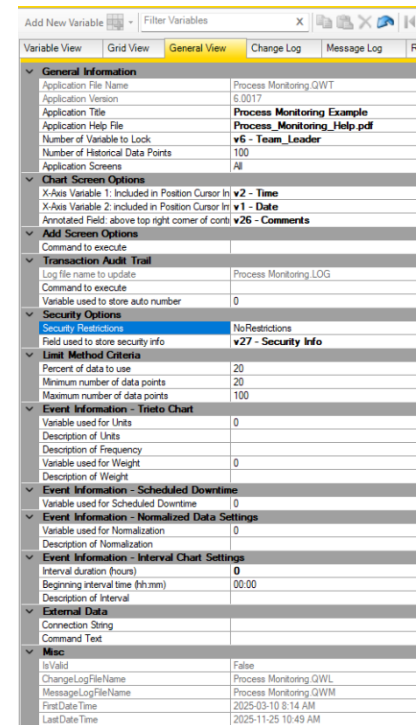 Add New Variable Filter Variables x
Variable View Grid View General View Change Log Message Log R
General Information
Application File Name Process Monitoring.QWT
Application Version 6.0017
Application Title Process Monitoring Example
Application Help File Process_Monitoring_Help.pdf
Number of Variable to Lock v6 - Team_Leader
Number of Historical Data Points 100
Application Screens All
Chart Screen Options
X-Axis Variable 1: Included in Position Cursor In v2 - Time
X-Axis Variable 2: included in Position Cursor In v1 - Date
Annotated Field: above top right corner of contr v26 - Comments
Add Screen Options
Command to execute
Transaction Audit Trail
Log file name to update Process Monitoring.LOG
Command to execute
Variable used to store auto number 0
Security Options
Security Restrictions NoRestrictions
Field used to store security info v27 - Security Info
Limit Method Criteria
Percent of data to use 20
Minimum number of data points 20
Maximum number of data points 100
Event Information - Trieto Chart
Variable used for Units 0
Description of Units
Description of Frequency
Variable used for Weight 0
Description of Weight
Event Information - Scheduled Downtime
Variable used for Scheduled Downtime 0
Event Information - Normalized Data Settings
Variable used for Normalization 0
Description of Normalization
Event Information - Interval Chart Settings
Interval duration (hours) 0
Beginning interval time (hh:mm) 00:00
Description of Interval
External Data
Connection String
Command Text
Misc
IsValid False
ChangeLogFileName Process Monitoring.QWL
MessageLogFileName Process Monitoring.QWM
FirstDateTime 2025-03-10 8:14 AM
LastDateTime 2025-11-25 10:49 AM